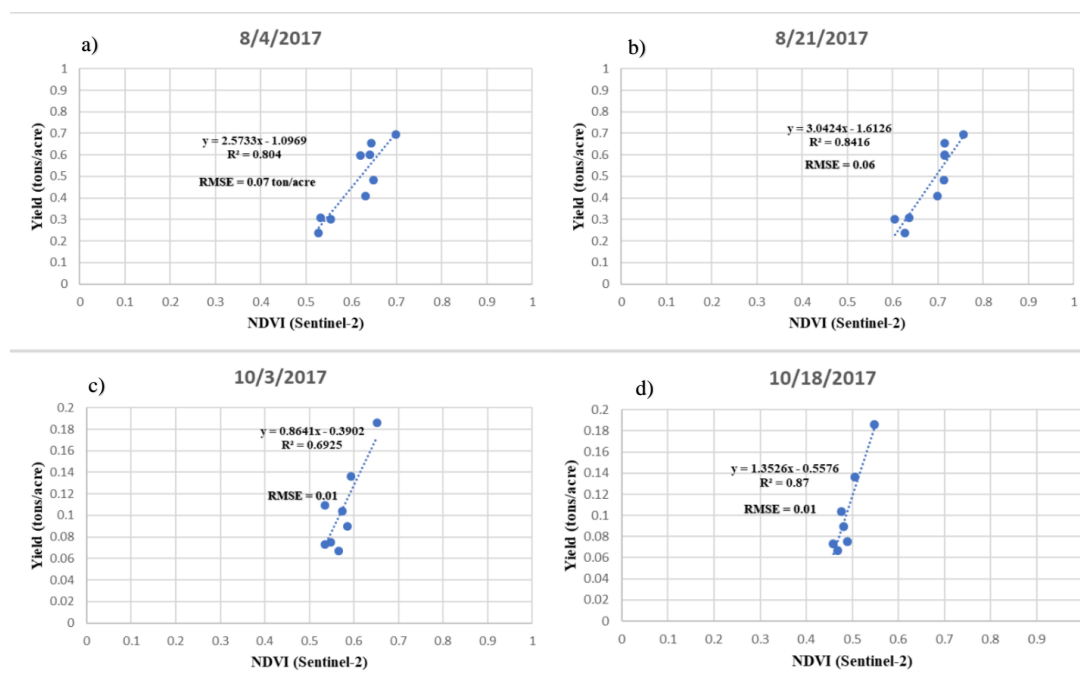 a)
8/4/2017
1
0.9
0.8
0.7
0.6
0.5
0.4
0.3
0.2
0.1
0
Yield (tons/acre)
y = 2.5733x - 1.0969
R² = 0.804
RMSE = 0.07 ton/acre
0 0.1 0.2 0.3 0.4 0.5 0.6 0.7 0.8 0.9 1
NDVI (Sentinel-2)
b)
8/21/2017
1
0.9
0.8
0.7
0.6
0.5
0.4
0.3
0.2
0.1
0
Yield (tons/acre)
y = 3.0424x - 1.6126
R² = 0.8416
RMSE = 0.06
0 0.1 0.2 0.3 0.4 0.5 0.6 0.7 0.8 0.9 1
NDVI (Sentinel-2)
c)
10/3/2017
0.2
0.18
0.16
0.14
0.12
0.1
0.08
0.06
0.04
0.02
0
Yield (tons/acre)
y = 0.8641x - 0.3902
R² = 0.6925
RMSE = 0.01
0 0.1 0.2 0.3 0.4 0.5 0.6 0.7 0.8 0.9 1
NDVI (Sentinel-2)
d)
10/18/2017
0.2
0.18
0.16
0.14
0.12
0.1
0.08
0.06
0.04
0.02
0
Yield (tons/acre)
y = 1.3526x - 0.5576
R² = 0.87
RMSE = 0.01
0 0.1 0.2 0.3 0.4 0.5 0.6 0.7 0.8 0.9
NDVI (Sentinel-2)